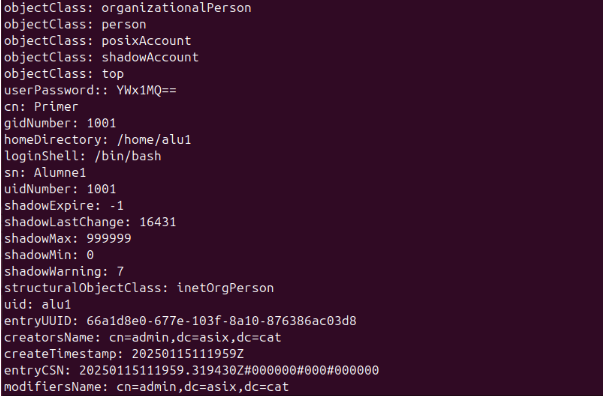 objectClass: organizationalPerson
objectClass: person
objectClass: posixAccount
objectClass: shadowAccount
objectClass: top
userPassword:: YWx1MQ==
cn: Primer
gidNumber: 1001
homeDirectory: /home/alu1
loginShell: /bin/bash
sn: Alumne1
uidNumber: 1001
shadowExpire: -1
shadowLastChange: 16431
shadowMax: 999999
shadowMin: 0
shadowWarning: 7
structuralObjectClass: inetOrgPerson
uid: alu1
entryUUID: 66a1d8e0-677e-103f-8a10-876386ac03d8
creatorsName: cn=admin,dc=asix,dc=cat
createTimestamp: 20250115111959Z
entryCSN: 20250115111959.319430Z#000000#000#000000
modifiersName: cn=admin,dc=asix,dc=cat